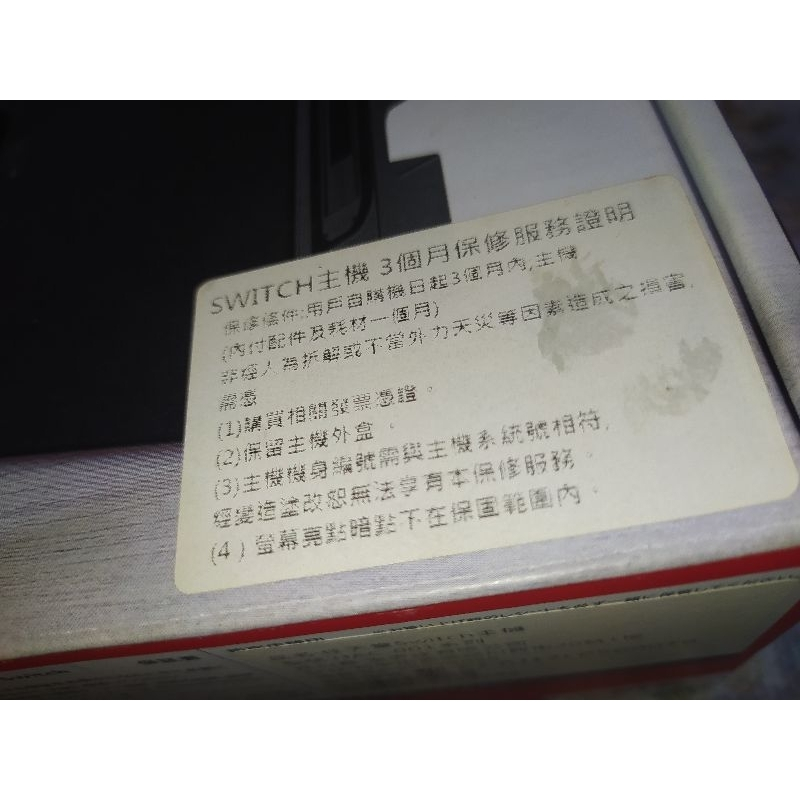 SWITCH主機 3個月保修服務證明
保修條件:用戶自購機日起3個月內,主機
(內付配件及耗材一個月)
非經人為拆解或不當外力天災等因素造成之損害,
需憑
(1)購買相關發票憑證。
(2)保留主機外盒。
(3)主機機身編號需與主機系統號相符,
經變造塗改恕無法享有本保修服務。
(4) 螢幕亮點暗點不在保固範圍內。